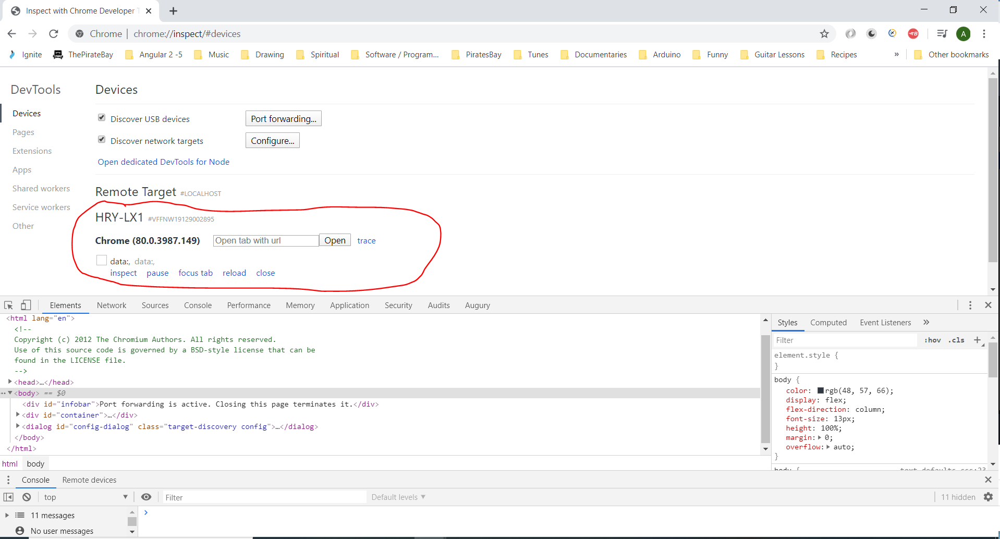 Inspect with Chrome Developer T
Chrome | chrome://inspect/#devices
A
Ignite ThePirateBay Angular 2 -5 Music Drawing Spiritual Software / Program... PiratesBay Tunes Documentaries Arduino Funny Guitar Lessons Recipes » Other bookmarks
DevTools
Devices
Pages
Extensions
Apps
Shared workers
Service workers
Other
Devices
Discover USB devices Port forwarding...
Discover network targets Configure...
Open dedicated DevTools for Node
Remote Target #LOCALHOST
HRY-LX1 #VFFNW19129002895
Chrome (80.0.3987.149) Open tab with url Open trace
data:, data:,
inspect pause focus tab reload close
Elements Network Sources Console Performance Memory Application Security Audits Augury
<html lang="en">
<!--
Copyright (c) 2012 The Chromium Authors. All rights reserved.
Use of this source code is governed by a BSD-style license that can be
found in the LICENSE file.
-->
<head>…</head>
<body> == $0
<div id="infobar">Port forwarding is active. Closing this page terminates it.</div>
<div id="container">…</div>
<dialog id="config-dialog" class="target-discovery config">…</dialog>
</body>
</html>
html body
Styles Computed Event Listeners »
Filter :hov .cls +
element.style {
}
body {
color: rgb(48, 57, 66);
display: flex;
flex-direction: column;
font-size: 13px;
height: 100%;
margin: 0;
overflow: auto;
}
body { text_defaults.css:23
Console Remote devices
top Filter Default levels 11 hidden
11 messages
No user messages